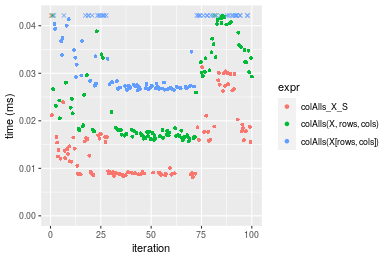 0.04
0.03
0.02
0.01
0.00
time (ms)
0
25
50
75
100
iteration
expr
colAlls_X_S
colAlls(X, rows, cols)
colAlls(X[rows, cols])